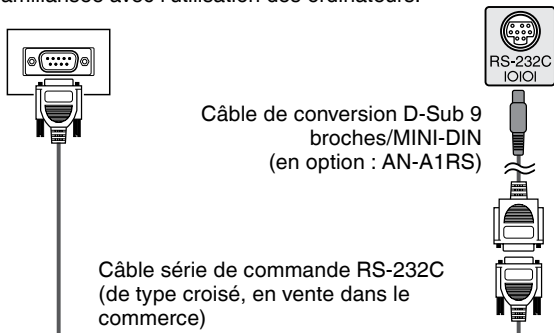 familiarisée avec l'utilisation des ordinateurs.
RS-232C
IOIOI
Câble de conversion D-Sub 9
broches/MINI-DIN
(en option : AN-A1RS)
Câble série de commande RS-232C
(de type croisé, en vente dans le
commerce)